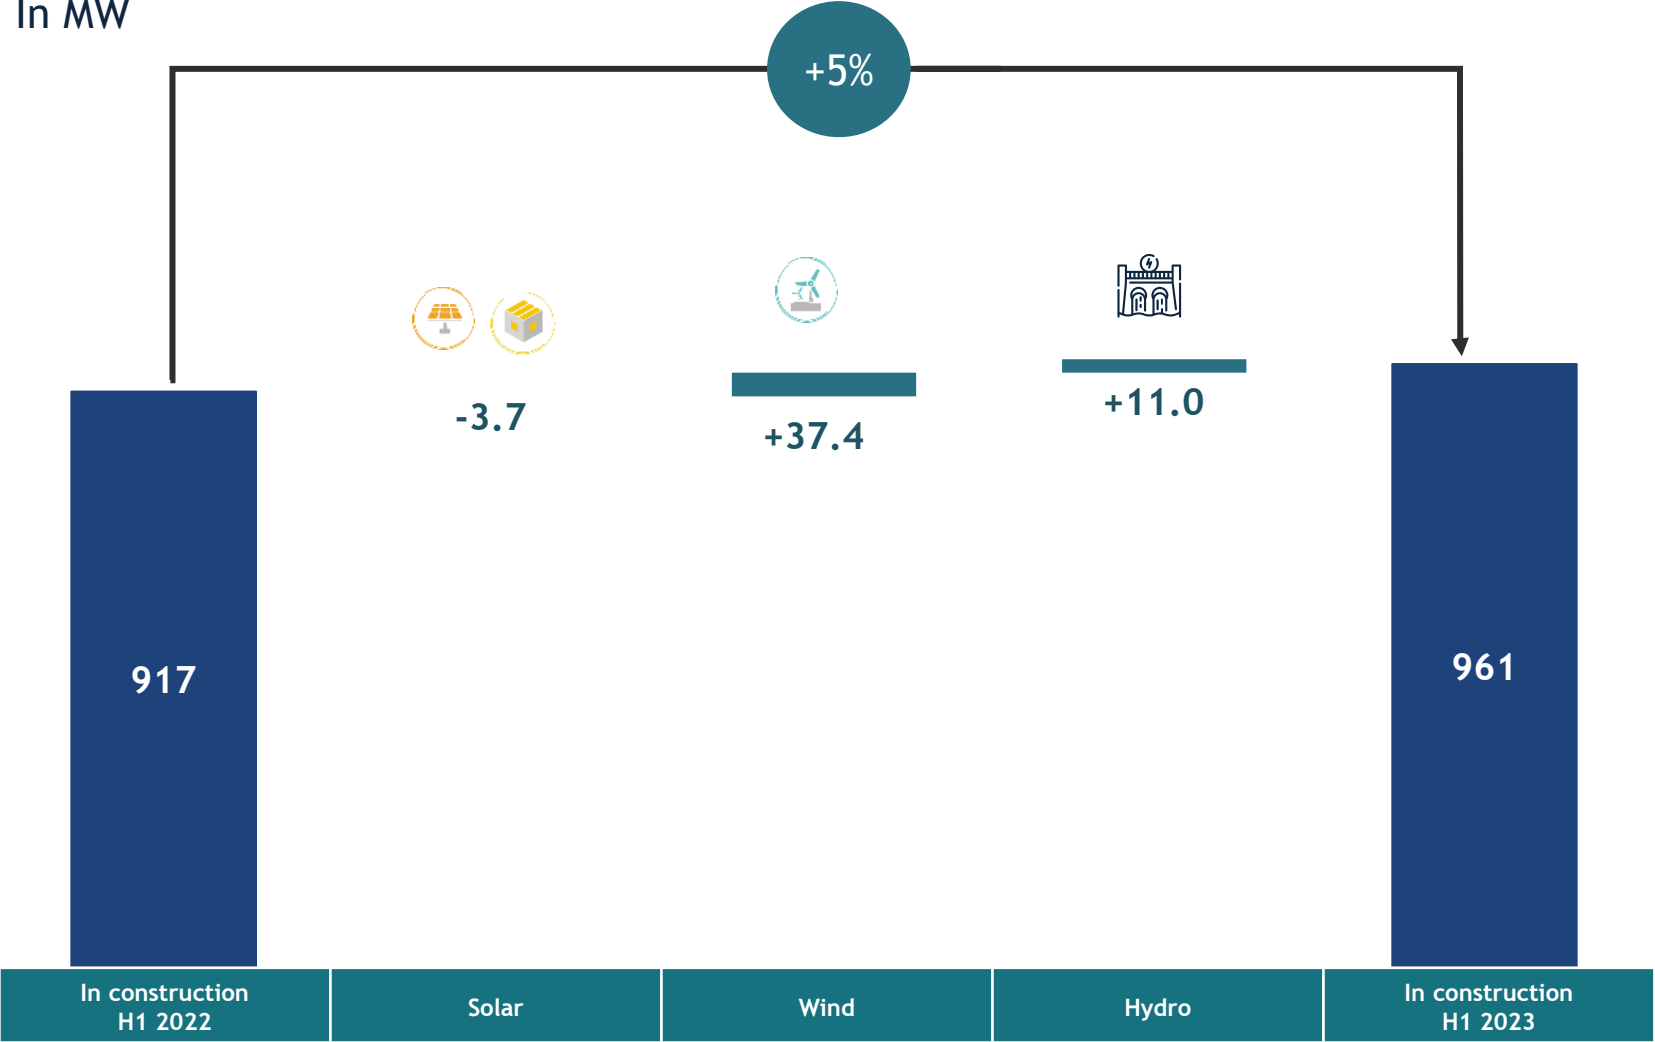 In MW
+5%
-3.7
+37.4
+11.0
917
961
In construction
H1 2022
Solar
Wind
Hydro
In construction
H1 2023